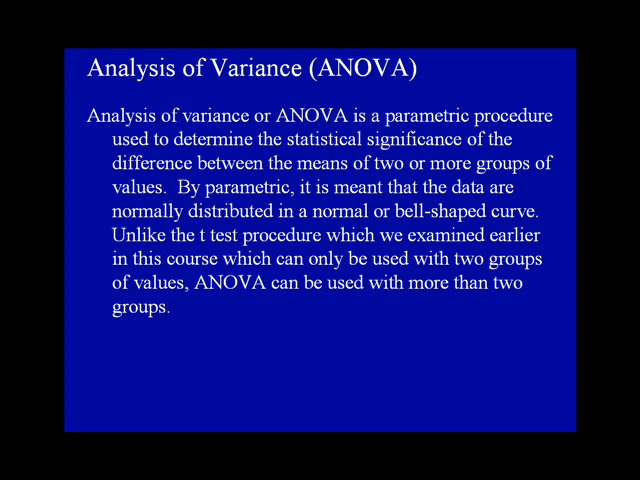 Analysis of Variance (ANOVA)
Analysis of variance or ANOVA is a parametric procedure
used to determine the statistical significance of the
difference between the means of two or more groups of
values.  By parametric, it is meant that the data are
normally distributed in a normal or bell-shaped curve.
Unlike the t test procedure which we examined earlier
in this course which can only be used with two groups
of values, ANOVA can be used with more than two
groups.